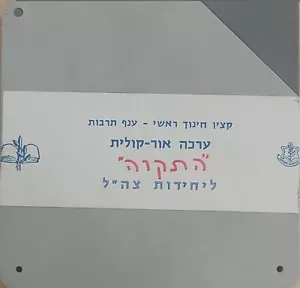 קצין חינוך ראשי - ענף תרבות
ערכה אור-קולית
"התקוה"
ליחידות צה"ל